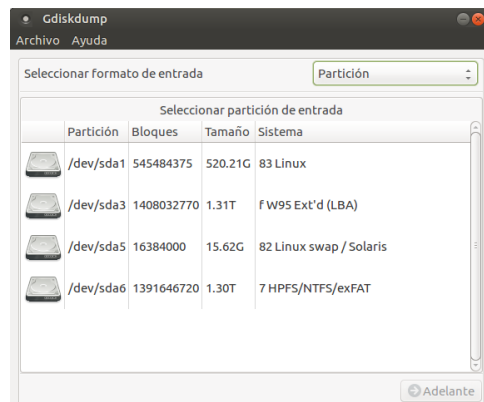 Gdiskdump
Archivo Ayuda
Seleccionar formato de entrada Partición
Seleccionar partición de entrada
Partición Bloques Tamaño Sistema
/dev/sda1 545484375 520.21G 83 Linux
/dev/sda3 1408032770 1.31T f W95 Ext'd (LBA)
/dev/sda5 16384000 15.62G 82 Linux swap / Solaris
/dev/sda6 1391646720 1.30T 7 HPFS/NTFS/exFAT
Adelante